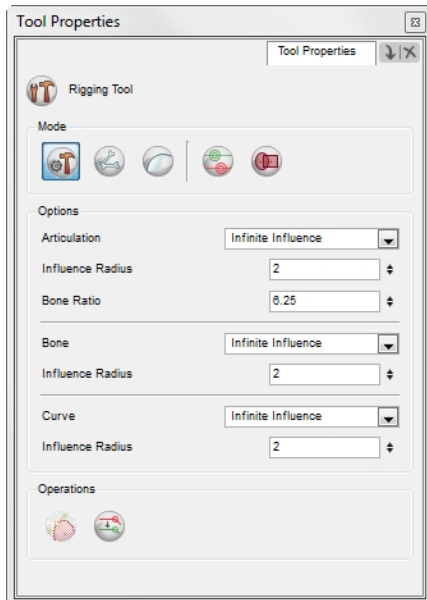 Tool Properties
Tool Properties
Rigging Tool
Mode
Options
Articulation Infinite Influence
Influence Radius 2
Bone Ratio 6.25
Bone Infinite Influence
Influence Radius 2
Curve Infinite Influence
Influence Radius 2
Operations